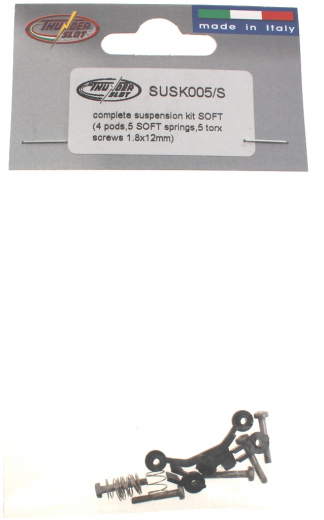 THUNDER
SLOT
made in Italy
THUNDER
SLOT
SUSK005/S
complete suspension kit SOFT
(4 pods,5 SOFT springs,5 torx
screws 1.8x12mm)